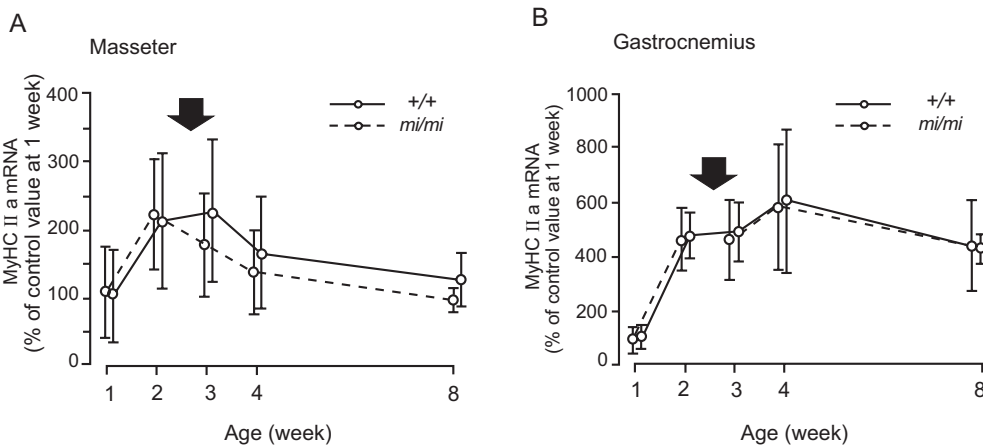 A
Masseter
MyHC II a mRNA
(% of control value at 1 week)
400
300
200
100
0
+/+
mi/mi
1 2 3 4 8
Age (week)
B
Gastrocnemius
MyHC II a mRNA
(% of control value at 1 week)
1000
800
600
400
200
0
+/+
mi/mi
1 2 3 4 8
Age (week)